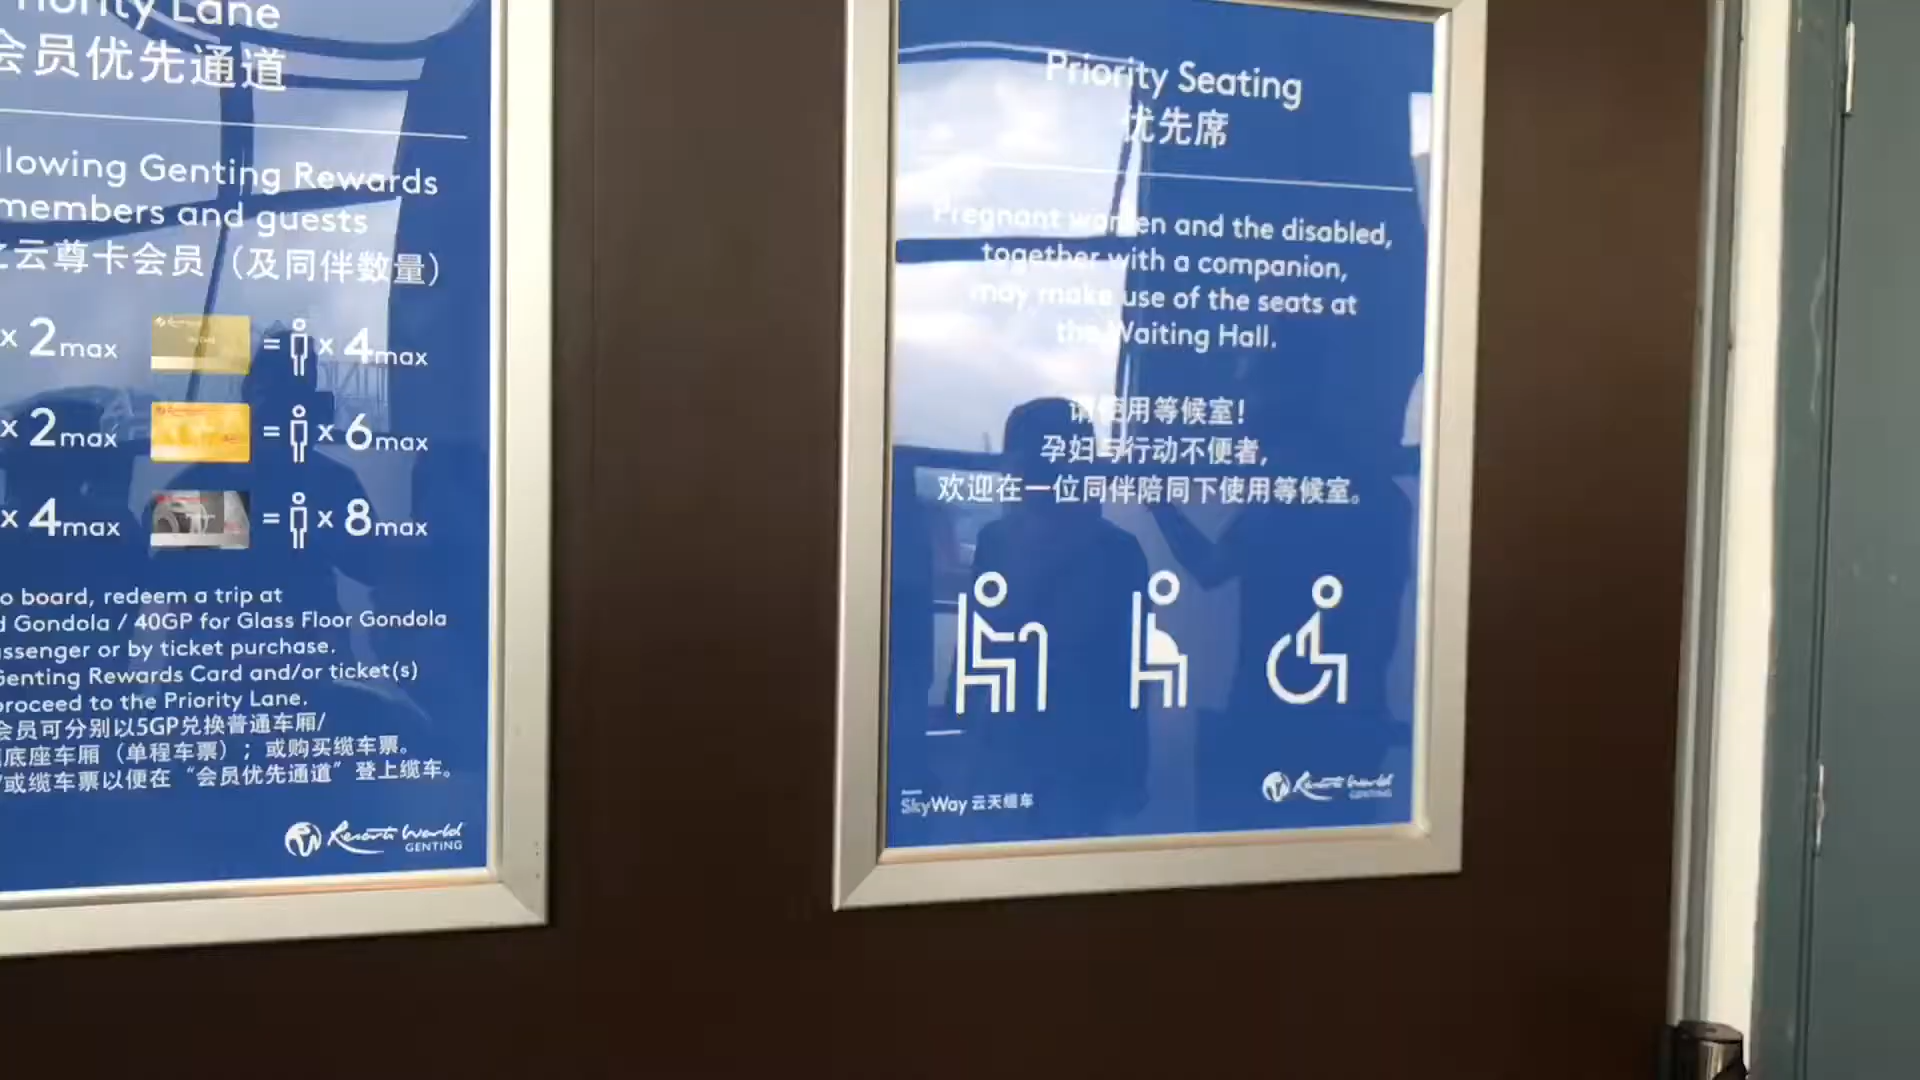 Priority Lane
会员优先通道
llowing Genting Rewards
members and guests
云尊卡会员（及同伴数量）
x 2max = x 4max
x 2max = x 6max
x 4max = x 8max
o board, redeem a trip at
d Gondola / 40GP for Glass Floor Gondola
assenger or by ticket purchase.
Genting Rewards Card and/or ticket(s)
proceed to the Priority Lane.
会员可分别以5GP兑换普通车厢/
底座车厢（单程车票）；或购买缆车票。
/或缆车票以便在“会员优先通道”登上缆车。
Resorts World
GENTING
Priority Seating
优先席
Pregnant women and the disabled,
together with a companion,
may make use of the seats at
the Waiting Hall.
请使用等候室!
孕妇与行动不便者,
欢迎在一位同伴陪同下使用等候室。
SkyWay 云天缆车
Resorts World
GENTING